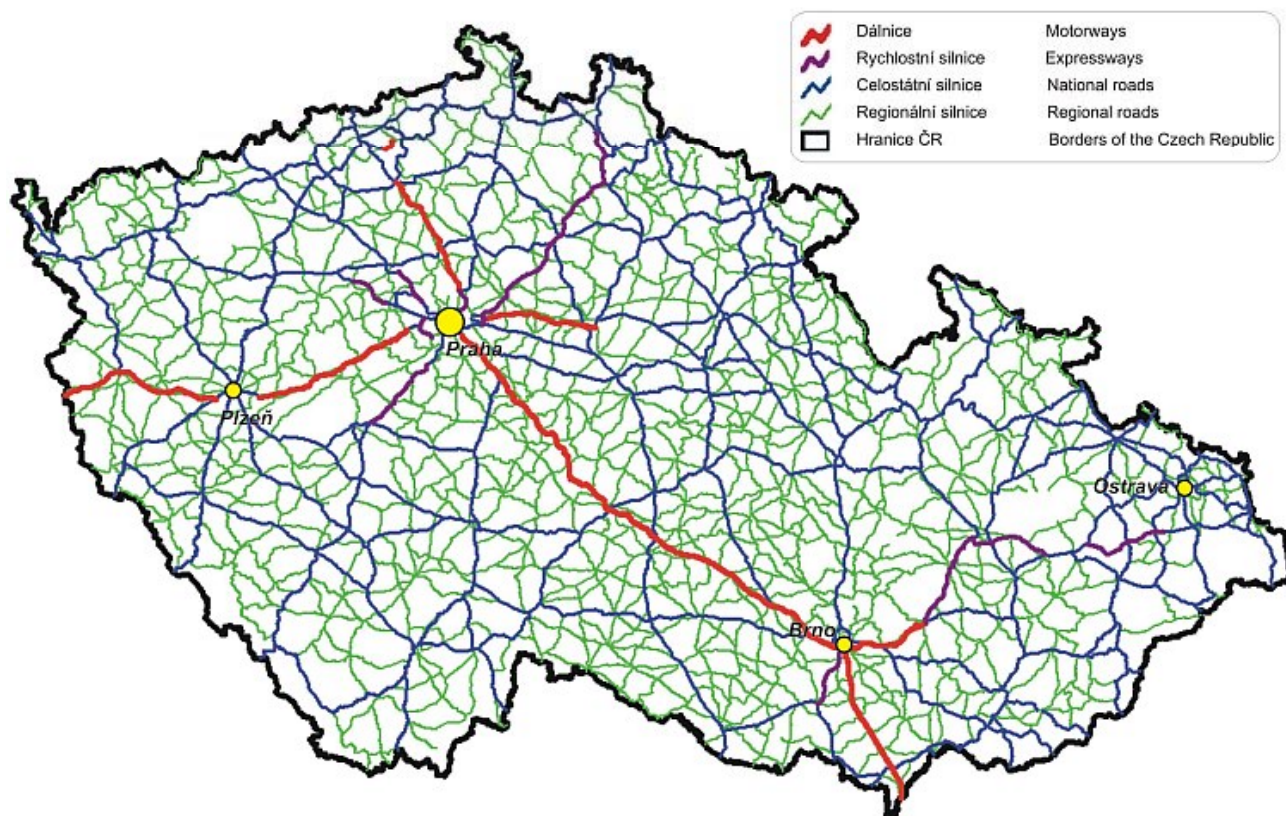 Dálnice Motorways
Rychlostní silnice Expressways
Celostátní silnice National roads
Regionální silnice Regional roads
Hranice ČR Borders of the Czech Republic
Praha
Plzeň
Ostrava
Brno